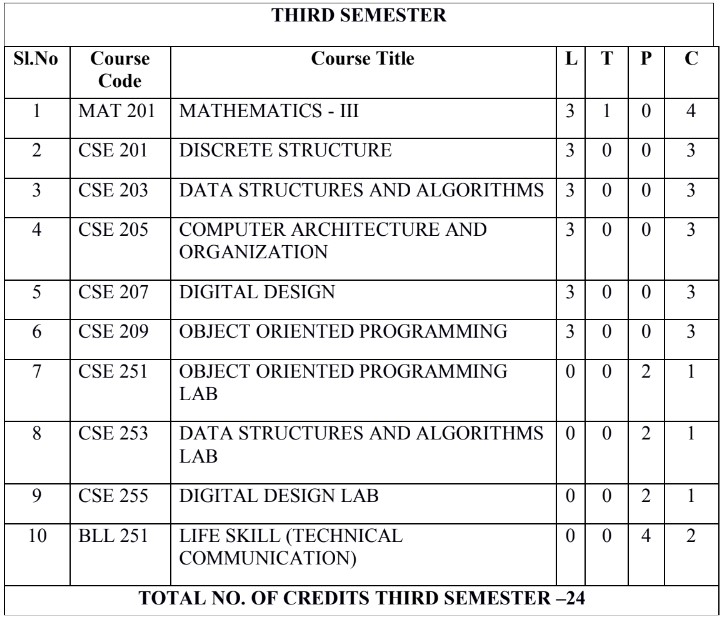 THIRD SEMESTER
Sl.No Course Code Course Title L T P C
1 MAT 201 MATHEMATICS - III 3 1 0 4
2 CSE 201 DISCRETE STRUCTURE 3 0 0 3
3 CSE 203 DATA STRUCTURES AND ALGORITHMS 3 0 0 3
4 CSE 205 COMPUTER ARCHITECTURE AND 3 0 0 3
ORGANIZATION
5 CSE 207 DIGITAL DESIGN 3 0 0 3
6 CSE 209 OBJECT ORIENTED PROGRAMMING 3 0 0 3
7 CSE 251 OBJECT ORIENTED PROGRAMMING 0 0 2 1
LAB
8 CSE 253 DATA STRUCTURES AND ALGORITHMS 0 0 2 1
LAB
9 CSE 255 DIGITAL DESIGN LAB 0 0 2 1
10 BLL 251 LIFE SKILL (TECHNICAL 0 0 4 2
COMMUNICATION)
TOTAL NO. OF CREDITS THIRD SEMESTER –24